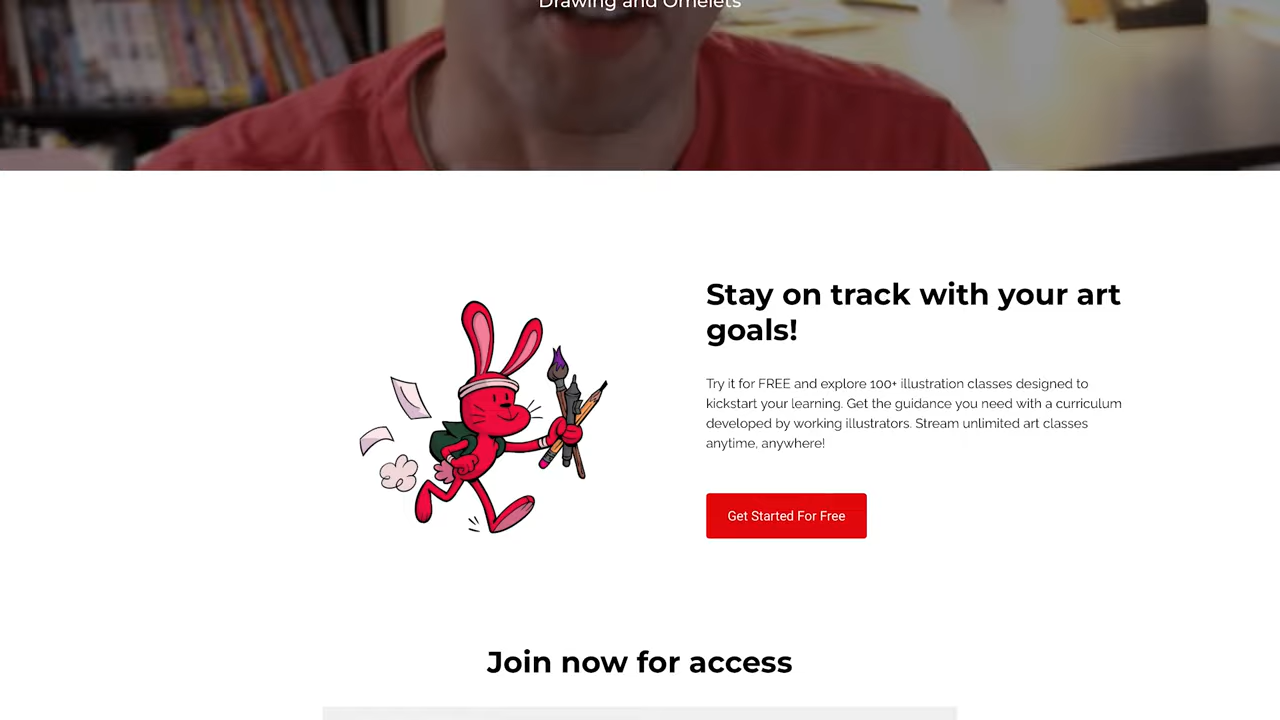 Drawing and Omelets
Stay on track with your art
goals!
Try it for FREE and explore 100+ illustration classes designed to
kickstart your learning. Get the guidance you need with a curriculum
developed by working illustrators. Stream unlimited art classes
anytime, anywhere!
Get Started For Free
Join now for access